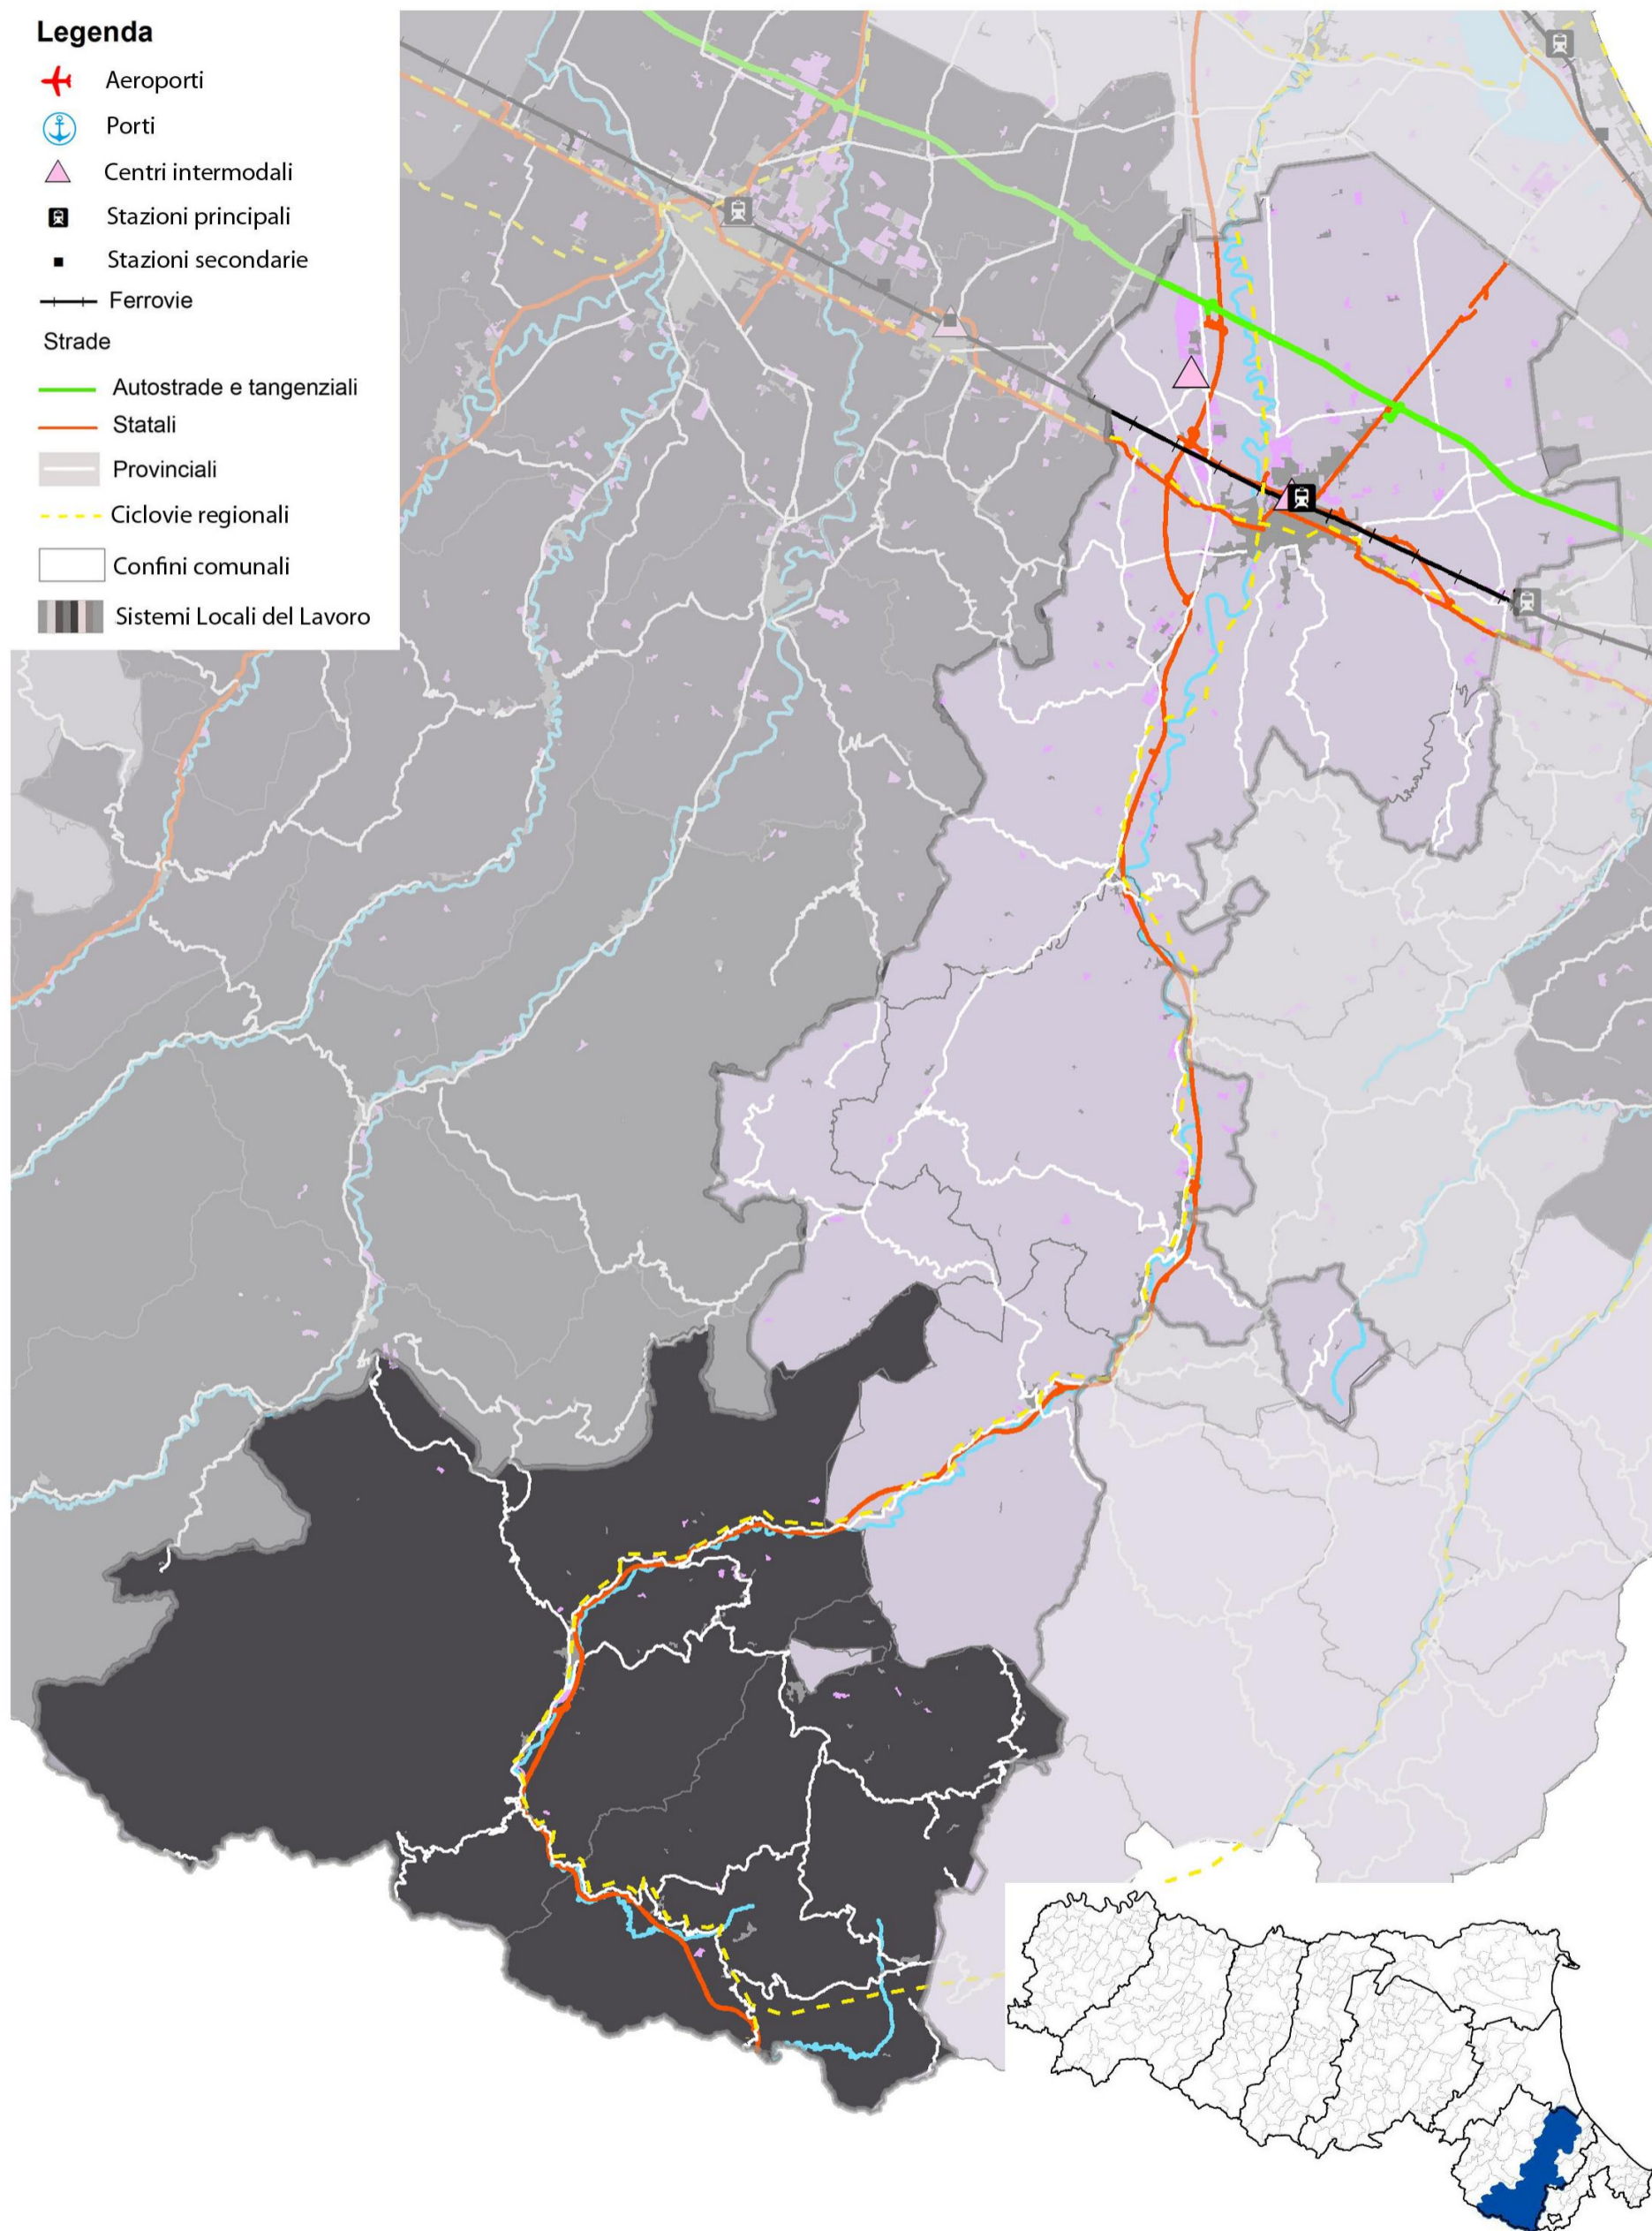 Legenda
Aeroporti
Porti
Centri intermodali
Stazioni principali
Stazioni secondarie
Ferrovie
Strade
Autostrade e tangenziali
Statali
Provinciali
Ciclovie regionali
Confini comunali
Sistemi Locali del Lavoro